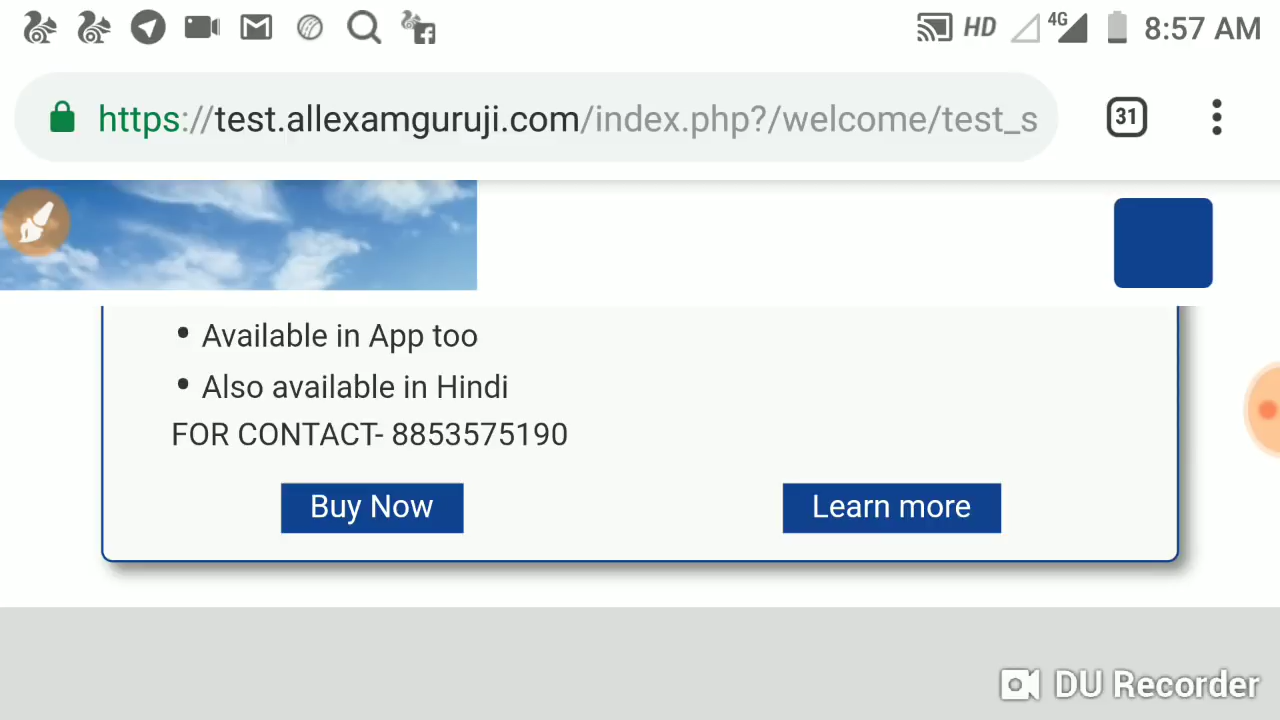 HD 4G 8:57 AM
https://test.allexamguruji.com/index.php?/welcome/test_s
31
• Available in App too
• Also available in Hindi
FOR CONTACT- 8853575190
Buy Now Learn more
DU Recorder